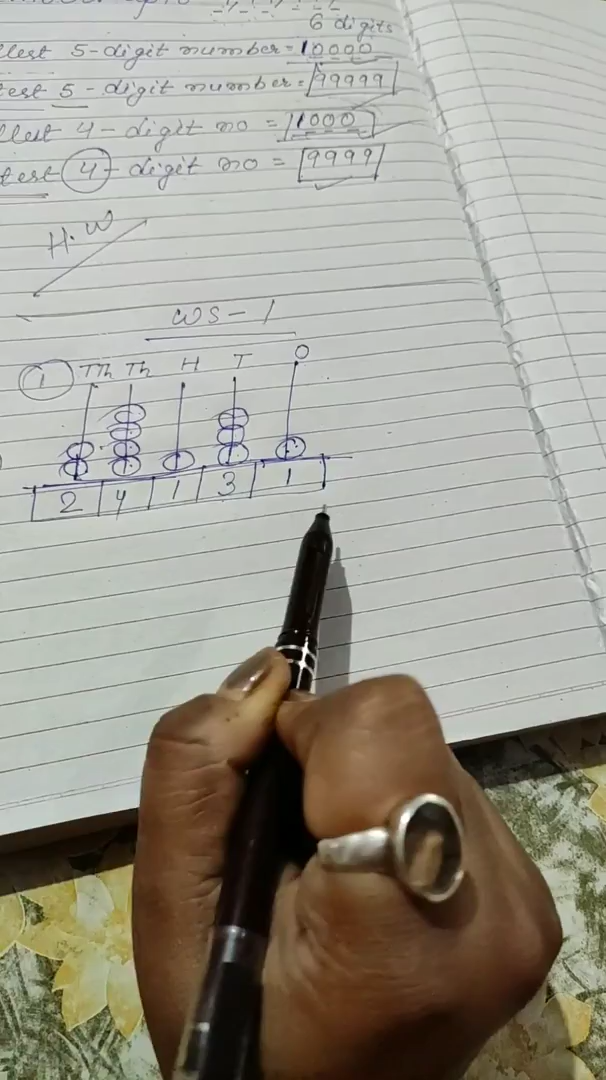 6 digits
llest 5-digit number = 10000
test 5-digit number = 99999
llest 4-digit no = 1000
test 4-digit no = 9999
H.W
WS-1
1 TTh Th H T O
2 4 1 3 1